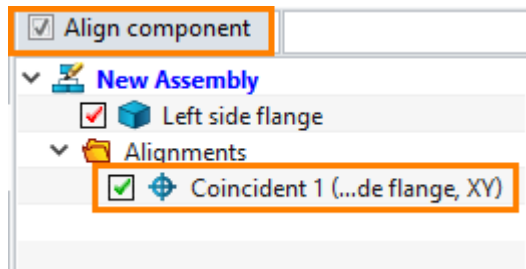 Align component
New Assembly
Left side flange
Alignments
Coincident 1 (...de flange, XY)